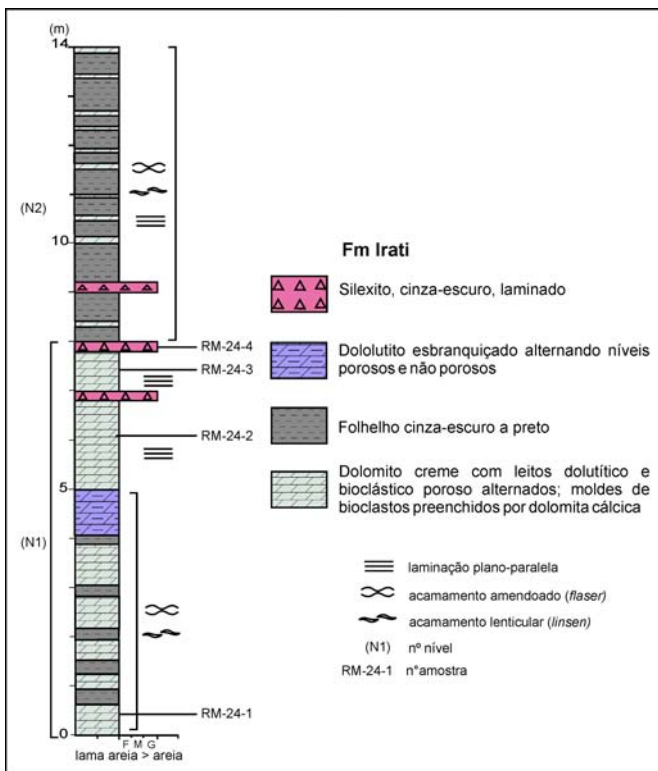 (m)
14
(N2)
10
RM-24-4
RM-24-3
RM-24-2
5
(N1)
RM-24-1
0
F M G
lama areia > areia
Fm Irati
Silexito, cinza-escuro, laminado
Dololutito esbranquiçado alternando níveis
porosos e não porosos
Folhelho cinza-escuro a preto
Dolomito creme com leitos dolutítico e
bioclástico poroso alternados; moldes de
bioclastos preenchidos por dolomita cálcica
laminação plano-paralela
acamamento amendoado (flaser)
acamamento lenticular (linsen)
(N1) nº nível
RM-24-1 n°amostra